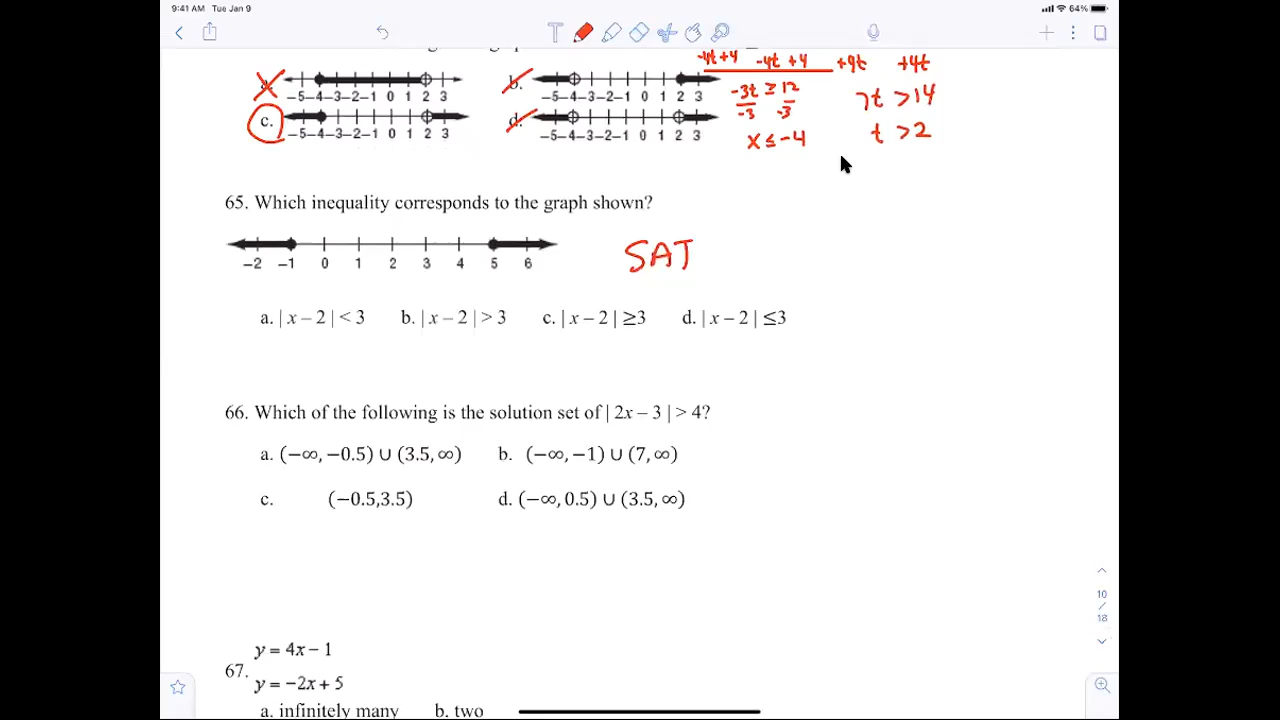 9:41 AM Tue Jan 9
64%
-4t+4 -4t +4 +4t +4t
a. -5-4-3-2-1 0 1 2 3
b. -5-4-3-2-1 0 1 2 3
-3t ≥ 12
-3 -3
7t > 14
c. -5-4-3-2-1 0 1 2 3
d. -5-4-3-2-1 0 1 2 3
x ≤ -4
t > 2
65. Which inequality corresponds to the graph shown?
-2 -1 0 1 2 3 4 5 6
SAT
a. | x – 2 | < 3 b. | x – 2 | > 3 c. | x – 2 | ≥3 d. | x – 2 | ≤3
66. Which of the following is the solution set of | 2x – 3 | > 4?
a. (−∞, −0.5) ∪ (3.5, ∞) b. (−∞, −1) ∪ (7, ∞)
c. (−0.5,3.5) d. (−∞, 0.5) ∪ (3.5, ∞)
67.
y = 4x – 1
y = –2x + 5
a. infinitely many b. two
10
/
18